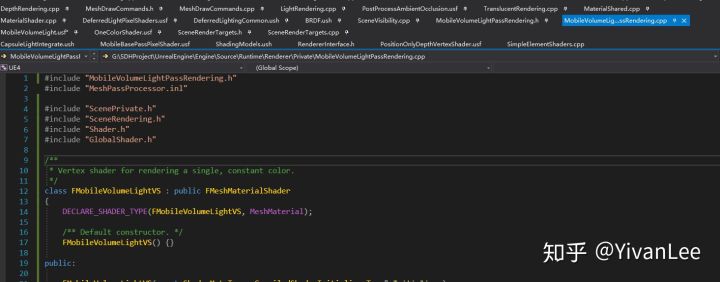 DepthRendering.cpp MeshDrawCommands.h MeshDrawCommands.cpp LightRendering.cpp PostProcessAmbientOcclusion.usf TranslucentRendering.cpp MaterialShared.cpp
MaterialShader.cpp DeferredLightPixelShaders.usf DeferredLightingCommon.ush BRDF.ush SceneVisibility.cpp MobileVolumeLightPassRendering.h MobileVolumeLig...ssRendering.cpp
MobileVolumeLight.usf* OneColorShader.usf SceneRenderTargets.h SceneRenderTargets.cpp
CapsuleLightIntegrate.ush MobileBasePassPixelShader.usf ShadingModels.ush RendererInterface.h PositionOnlyDepthVertexShader.usf SimpleElementShaders.cpp
MobileVolumeLightPassI G:\SDHProject\UnrealEngine\Engine\Source\Runtime\Renderer\Private\MobileVolumeLightPassRendering.cpp
UE4 (Global Scope)
1 #include "MobileVolumeLightPassRendering.h"
2 #include "MeshPassProcessor.inl"
3
4 #include "ScenePrivate.h"
5 #include "SceneRendering.h"
6 #include "Shader.h"
7 #include "GlobalShader.h"
8
9 /**
10 * Vertex shader for rendering a single, constant color.
11 */
12 class FMobileVolumeLightVS : public FMeshMaterialShader
13 {
14 DECLARE_SHADER_TYPE(FMobileVolumeLightVS, MeshMaterial);
15
16 /** Default constructor. */
17 FMobileVolumeLightVS() {}
18
19 public:
20
知乎 @YivanLee